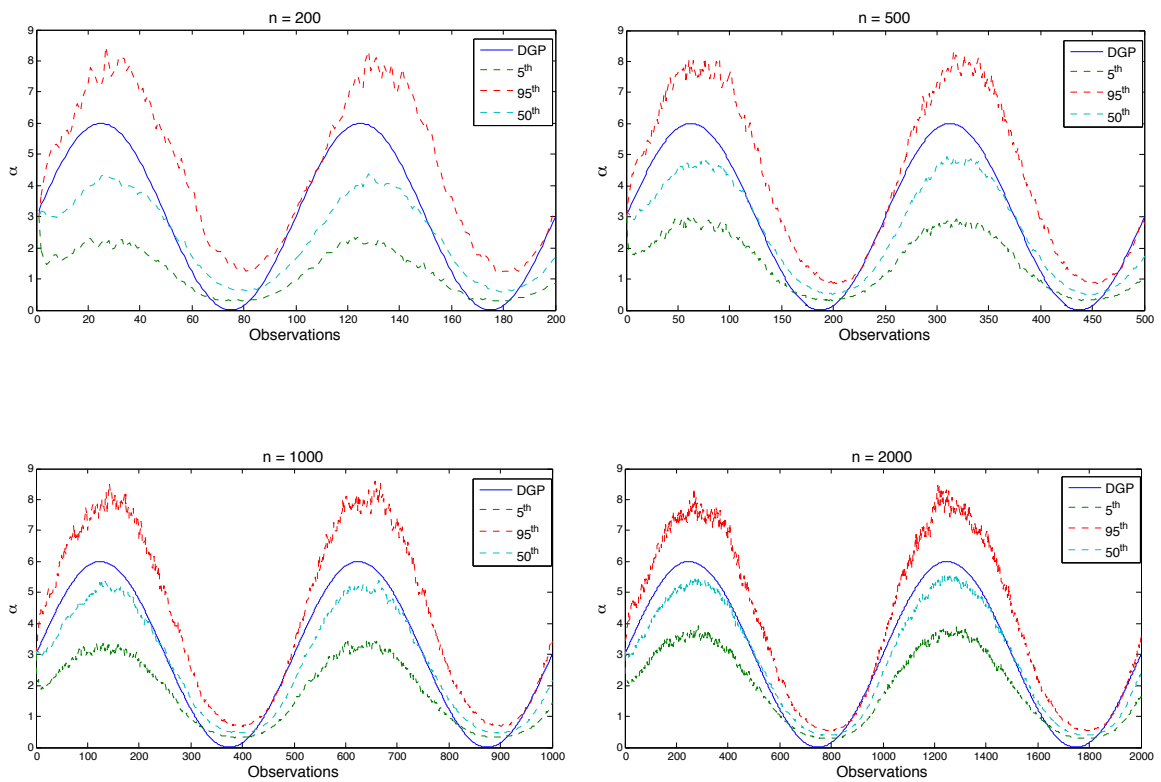 n = 200
9
8
7
6
5
4
3
2
1
0
α
0 20 40 60 80 100 120 140 160 180 200
Observations
DGP
5th
95th
50th
n = 500
9
8
7
6
5
4
3
2
1
0
α
0 50 100 150 200 250 300 350 400 450 500
Observations
DGP
5th
95th
50th
n = 1000
9
8
7
6
5
4
3
2
1
0
α
0 100 200 300 400 500 600 700 800 900 1000
Observations
DGP
5th
95th
50th
n = 2000
9
8
7
6
5
4
3
2
1
0
α
0 200 400 600 800 1000 1200 1400 1600 1800 2000
Observations
DGP
5th
95th
50th